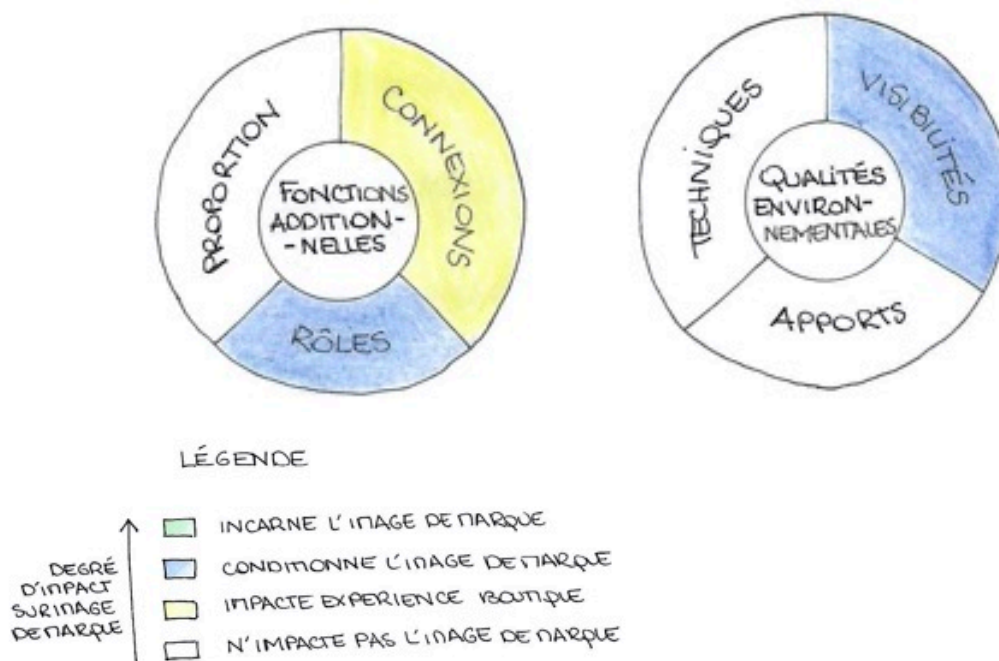 PROPORTION
CONNEXIONS
RÔLES
FONCTIONS
ADDITION-
-NELLES
TECHNIQUES
VISIBILITÉS
APPORTS
QUALITÉS
ENVIRON-
NEMENTALES
LÉGENDE
DEGRÉ
D'IMPACT
SUR IMAGE
DE MARQUE
INCARNE L'IMAGE DE MARQUE
CONDITIONNE L'IMAGE DE MARQUE
IMPACTE EXPERIENCE BOUTIQUE
N'IMPACTE PAS L'IMAGE DE MARQUE